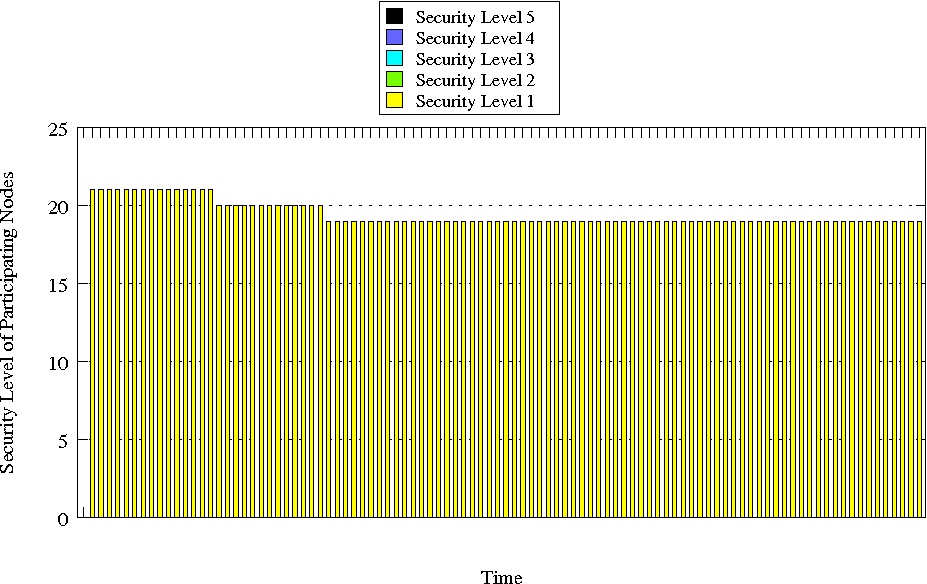 Security Level 5
Security Level 4
Security Level 3
Security Level 2
Security Level 1
25
20
15
10
5
0
Security Level of Participating Nodes
Time